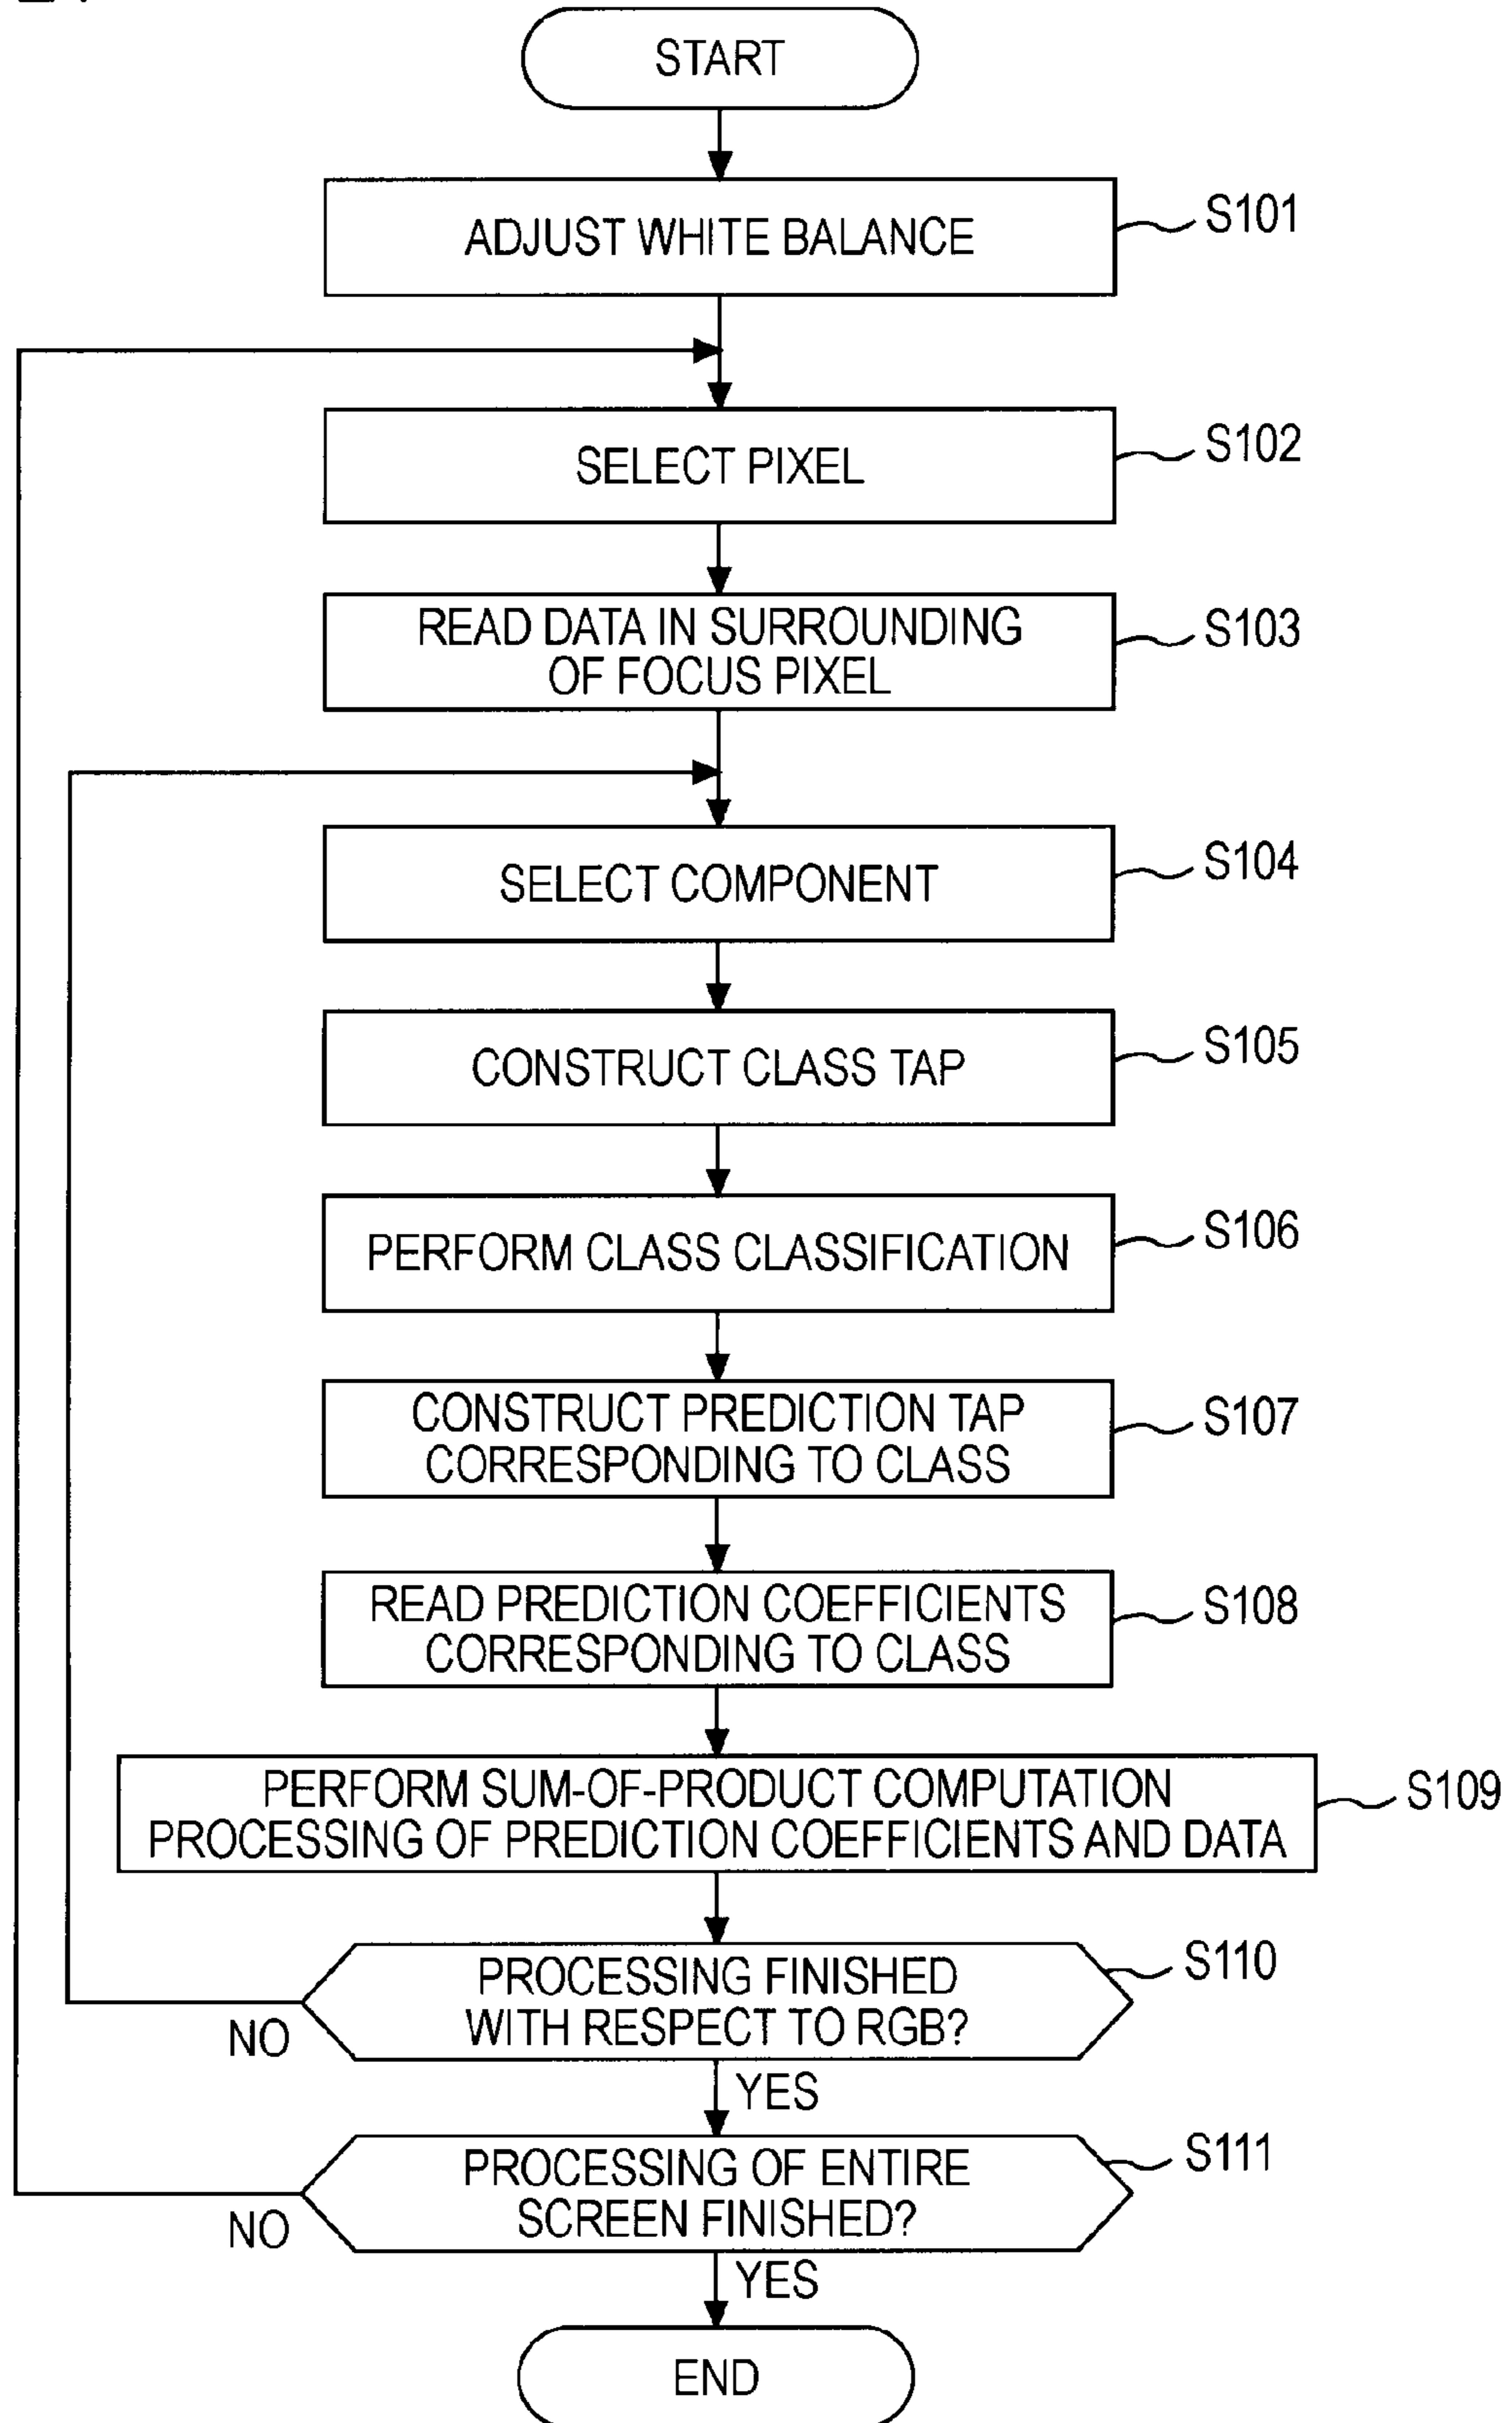 START
ADJUST WHITE BALANCE
S101
SELECT PIXEL
S102
READ DATA IN SURROUNDING
OF FOCUS PIXEL
S103
SELECT COMPONENT
S104
CONSTRUCT CLASS TAP
S105
PERFORM CLASS CLASSIFICATION
S106
CONSTRUCT PREDICTION TAP
CORRESPONDING TO CLASS
S107
READ PREDICTION COEFFICIENTS
CORRESPONDING TO CLASS
S108
PERFORM SUM-OF-PRODUCT COMPUTATION
PROCESSING OF PREDICTION COEFFICIENTS AND DATA
S109
PROCESSING FINISHED
WITH RESPECT TO RGB?
S110
NO
YES
PROCESSING OF ENTIRE
SCREEN FINISHED?
S111
NO
YES
END